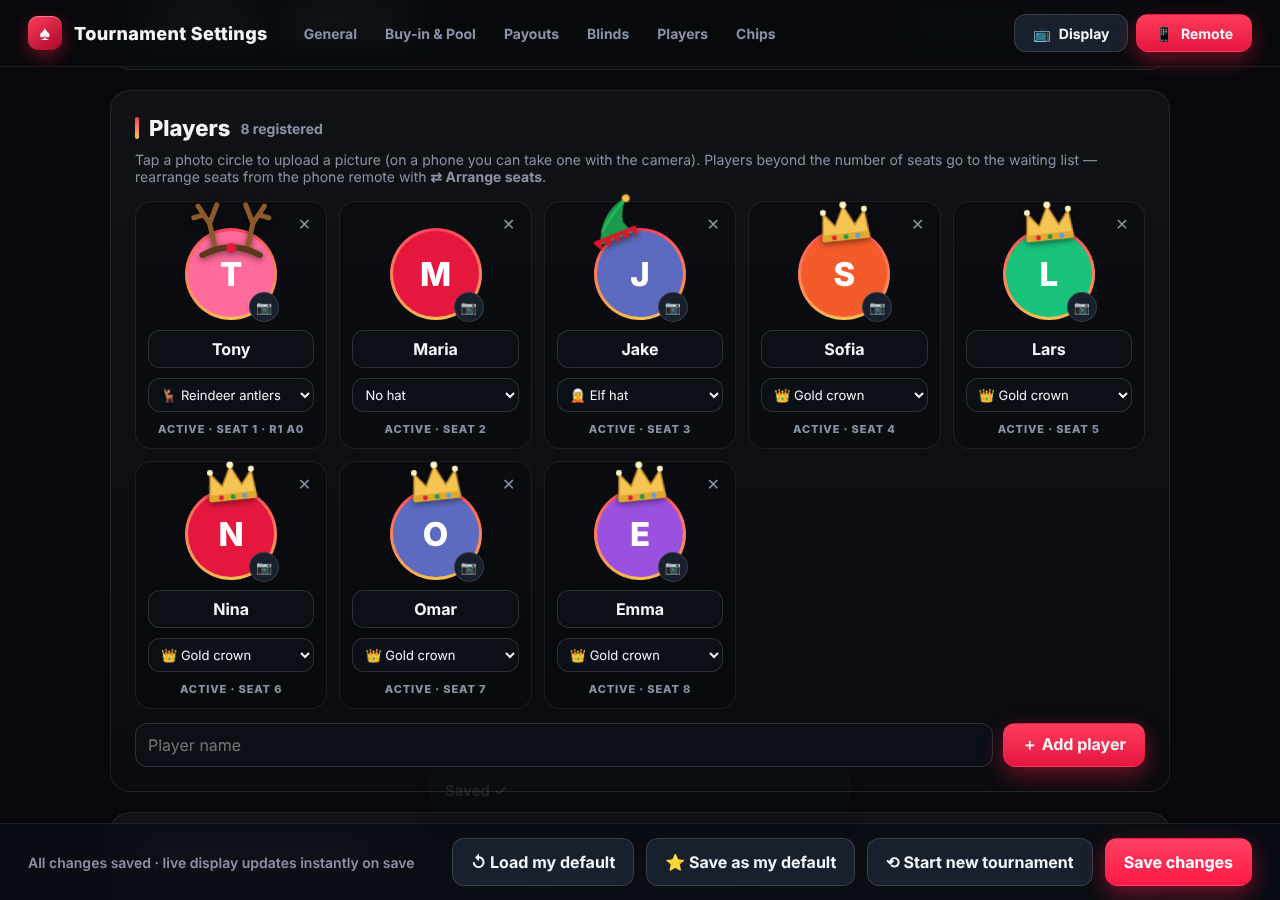 ♠ Tournament Settings General Buy-in & Pool Payouts Blinds Players Chips 📺 Display 📱 Remote
Players 8 registered
Tap a photo circle to upload a picture (on a phone you can take one with the camera). Players beyond the number of seats go to the waiting list —
rearrange seats from the phone remote with ⇄ Arrange seats.
✕ ✕ ✕ ✕ ✕
T M J S L
Tony Maria Jake Sofia Lars
🦌 Reindeer antlers No hat 🧝 Elf hat 👑 Gold crown 👑 Gold crown
ACTIVE · SEAT 1 · R1 A0 ACTIVE · SEAT 2 ACTIVE · SEAT 3 ACTIVE · SEAT 4 ACTIVE · SEAT 5
✕ ✕ ✕
N O E
Nina Omar Emma
👑 Gold crown 👑 Gold crown 👑 Gold crown
ACTIVE · SEAT 6 ACTIVE · SEAT 7 ACTIVE · SEAT 8
Player name + Add player
Saved ✓
All changes saved · live display updates instantly on save ↺ Load my default ⭐ Save as my default ⟲ Start new tournament Save changes